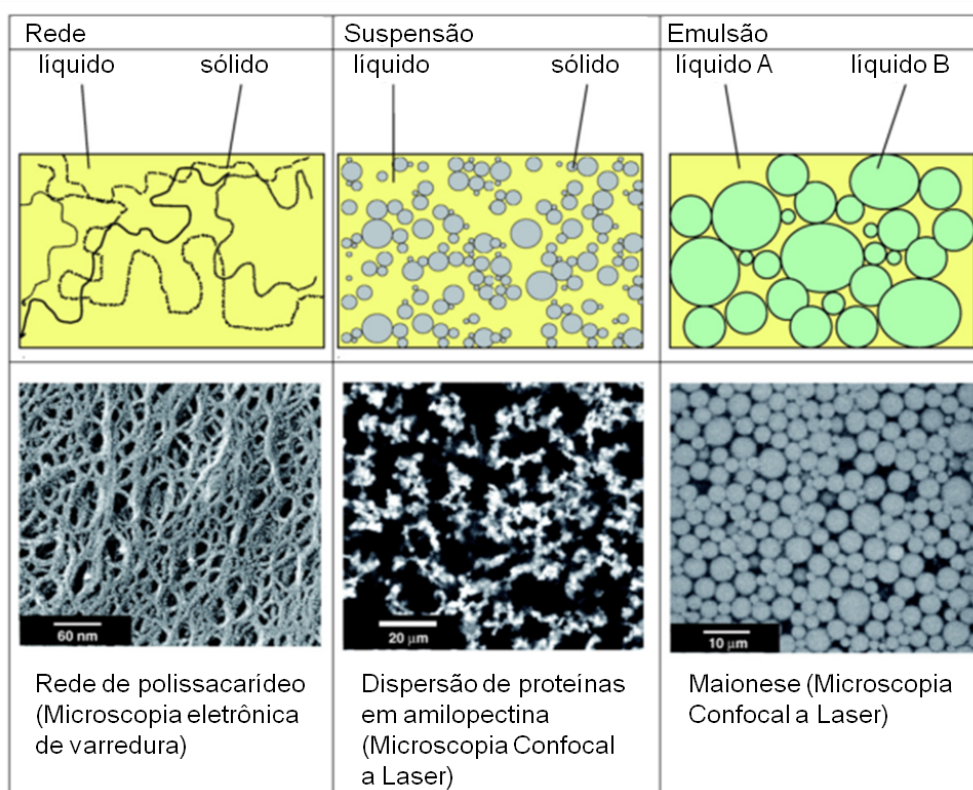 Rede
Suspensão
Emulsão
líquido
sólido
líquido
sólido
líquido A
líquido B
60 nm
20 μm
10 μm
Rede de polissacarídeo
(Microscopia eletrônica
de varredura)
Dispersão de proteínas
em amilopectina
(Microscopia Confocal
a Laser)
Maionese (Microscopia
Confocal a Laser)